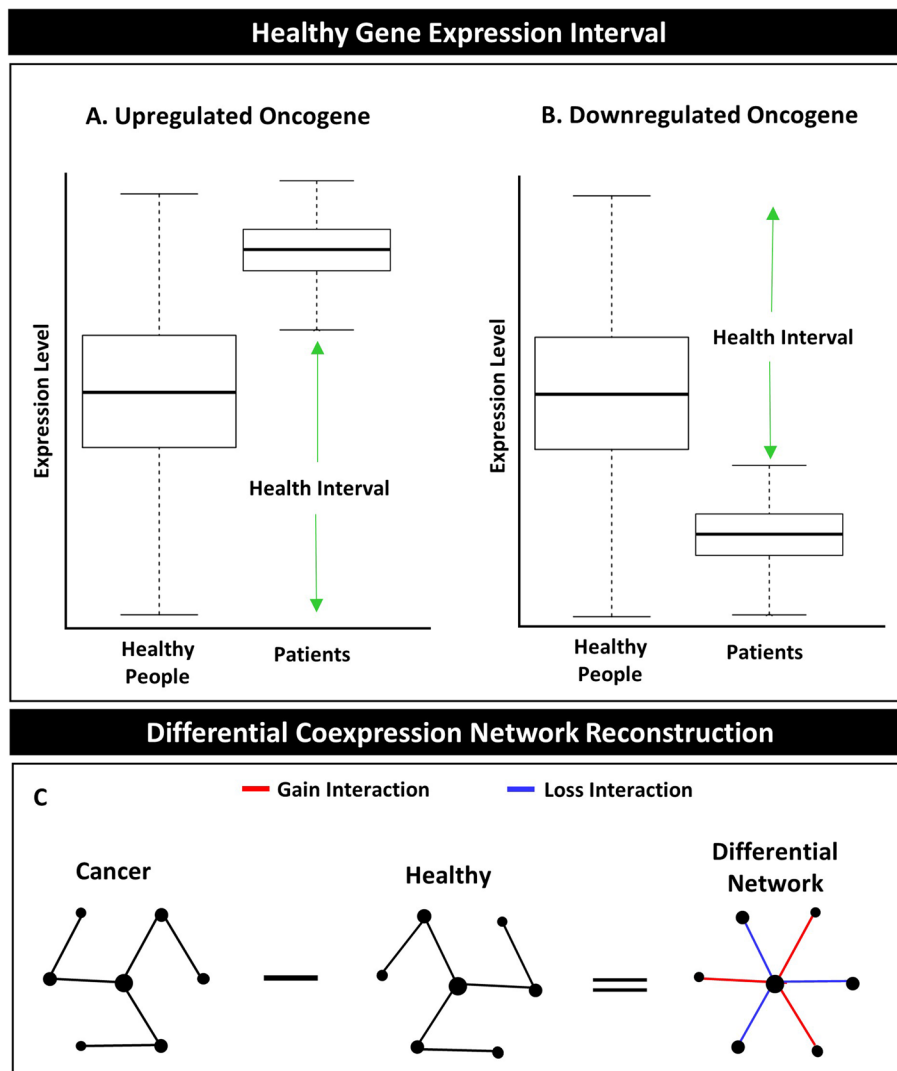 Healthy Gene Expression Interval
A. Upregulated Oncogene
B. Downregulated Oncogene
Expression Level
Health Interval
Healthy
People
Patients
Expression Level
Health Interval
Healthy
People
Patients
Differential Coexpression Network Reconstruction
C
Gain Interaction
Loss Interaction
Cancer
Healthy
Differential
Network